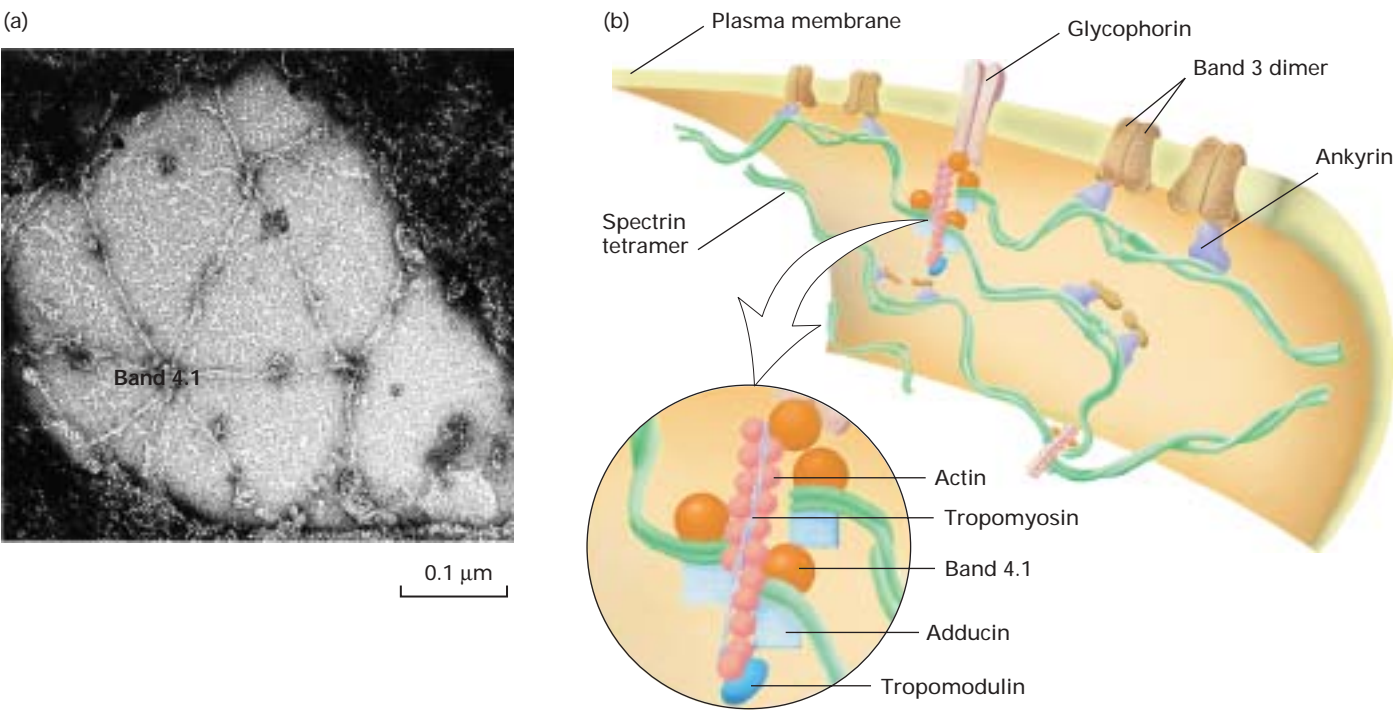 (a)
Band 4.1
0.1 µm
(b)
Plasma membrane
Glycophorin
Band 3 dimer
Ankyrin
Spectrin
tetramer
Actin
Tropomyosin
Band 4.1
Adducin
Tropomodulin